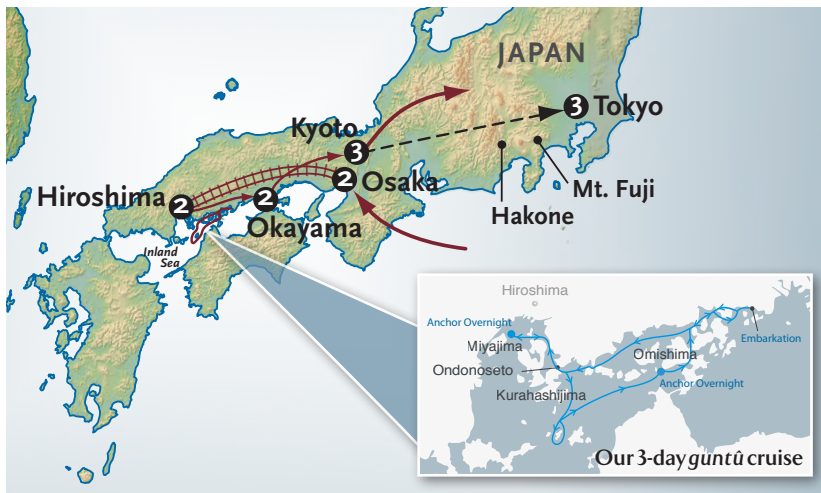 JAPAN
3 Tokyo
Kyoto
3
2 Osaka
Hiroshima 2
2
Okayama
Mt. Fuji
Hakone
Inland
Sea
Hiroshima
Anchor Overnight
Miyajima
Embarkation
Omishima
Ondonoseto
Anchor Overnight
Kurahashijima
Our 3-day guntû cruise